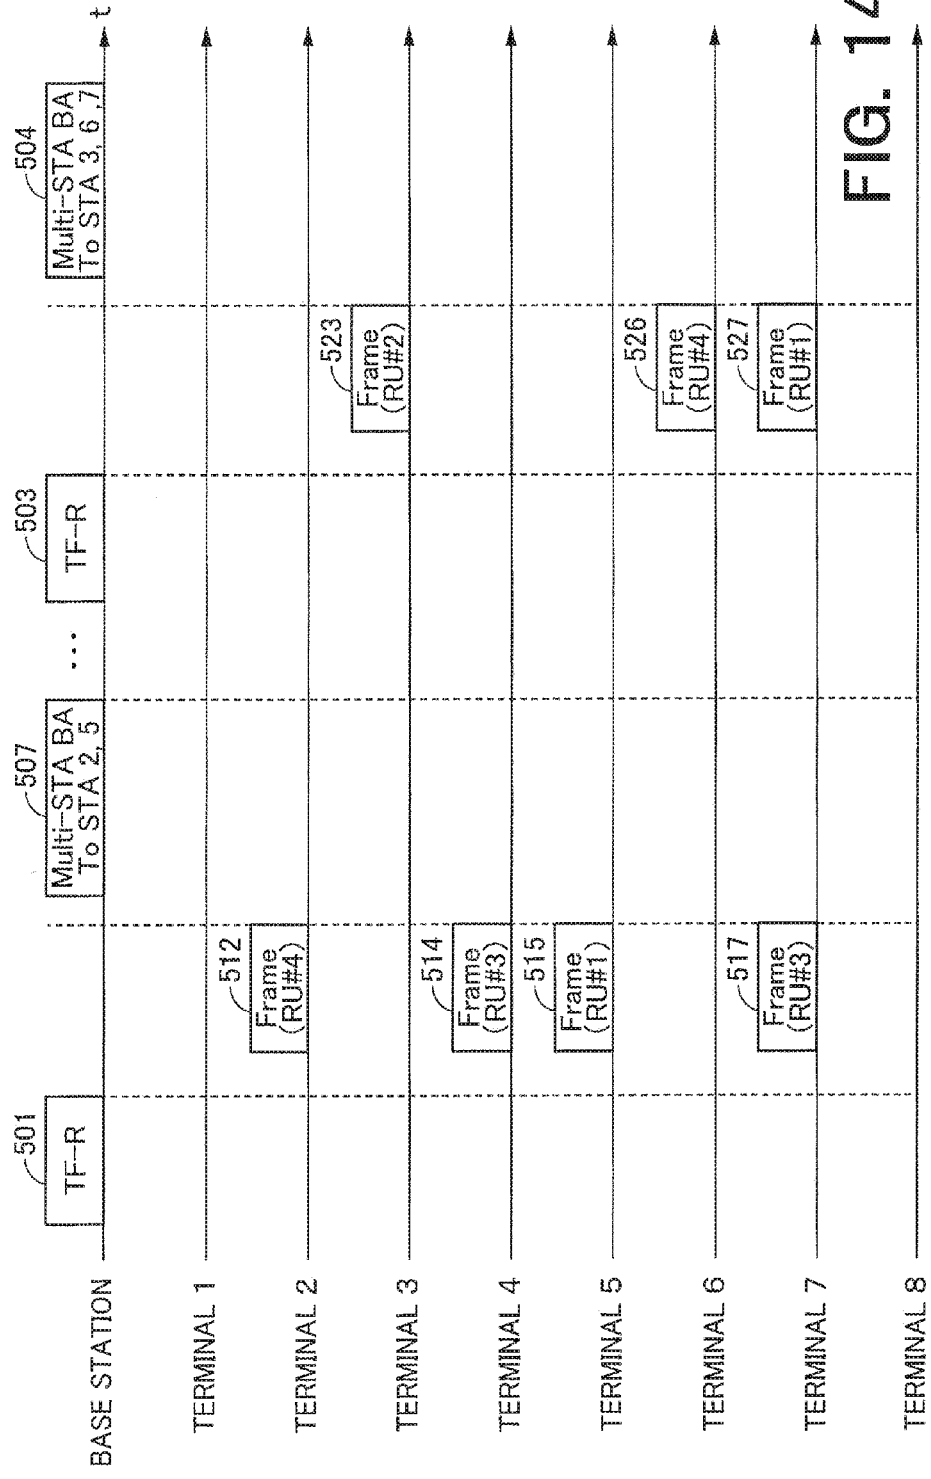 BASE STATION
501
TF-R
507
Multi-STA BA
To STA 2, 5
...
503
TF-R
504
Multi-STA BA
To STA 3, 6 ,7
t
TERMINAL 1
TERMINAL 2
512
Frame
(RU#4)
TERMINAL 3
523
Frame
(RU#2)
TERMINAL 4
514
Frame
(RU#3)
TERMINAL 5
515
Frame
(RU#1)
TERMINAL 6
526
Frame
(RU#4)
TERMINAL 7
517
Frame
(RU#3)
527
Frame
(RU#1)
TERMINAL 8
FIG. 14